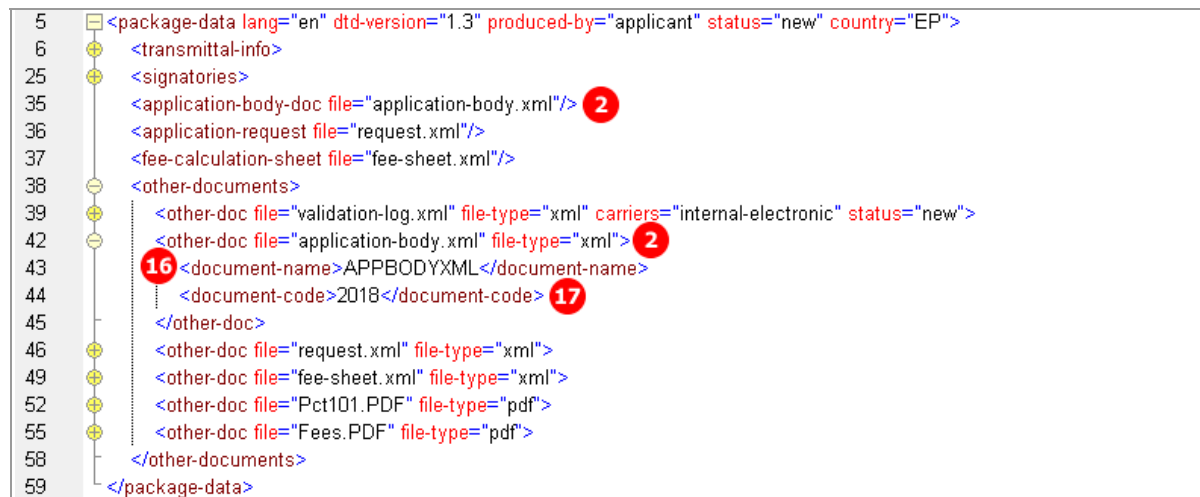 5 <package-data lang="en" dtd-version="1.3" produced-by="applicant" status="new" country="EP">
6 <transmittal-info>
25 <signatories>
35 <application-body-doc file="application-body.xml"/> 2
36 <application-request file="request.xml"/>
37 <fee-calculation-sheet file="fee-sheet.xml"/>
38 <other-documents>
39 <other-doc file="validation-log.xml" file-type="xml" carriers="internal-electronic" status="new">
42 <other-doc file="application-body.xml" file-type="xml"> 2
43 16 <document-name>APPBODYXML</document-name>
44 <document-code>2018</document-code> 17
45 </other-doc>
46 <other-doc file="request.xml" file-type="xml">
49 <other-doc file="fee-sheet.xml" file-type="xml">
52 <other-doc file="Pct101.PDF" file-type="pdf">
55 <other-doc file="Fees.PDF" file-type="pdf">
58 </other-documents>
59 </package-data>